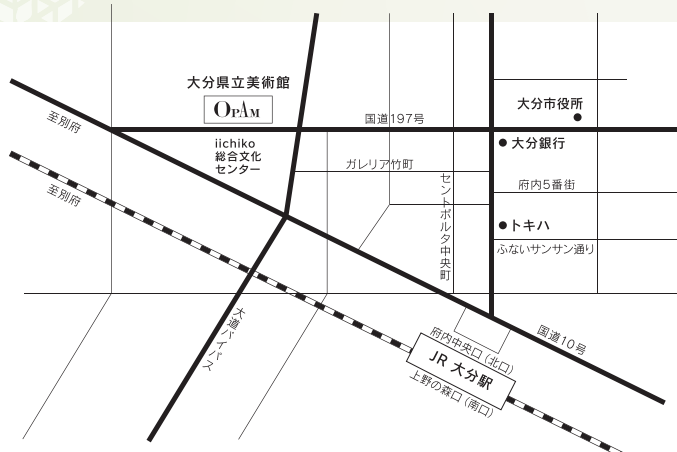 大分県立美術館
OPAM
大分市役所
国道197号
至別府
iichiko
総合文化
センター
大分銀行
ガレリア竹町
セントポルタ中央町
府内5番街
至別府
トキハ
ふないサンサン通り
大道バイパス
国道10号
府内中央口(北口)
JR 大分駅
上野の森口(南口)